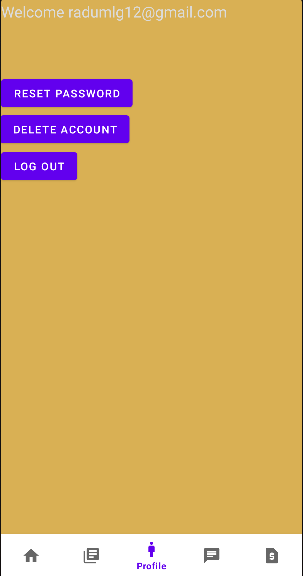 Welcome radumlg12@gmail.com
RESET PASSWORD
DELETE ACCOUNT
LOG OUT
Profile